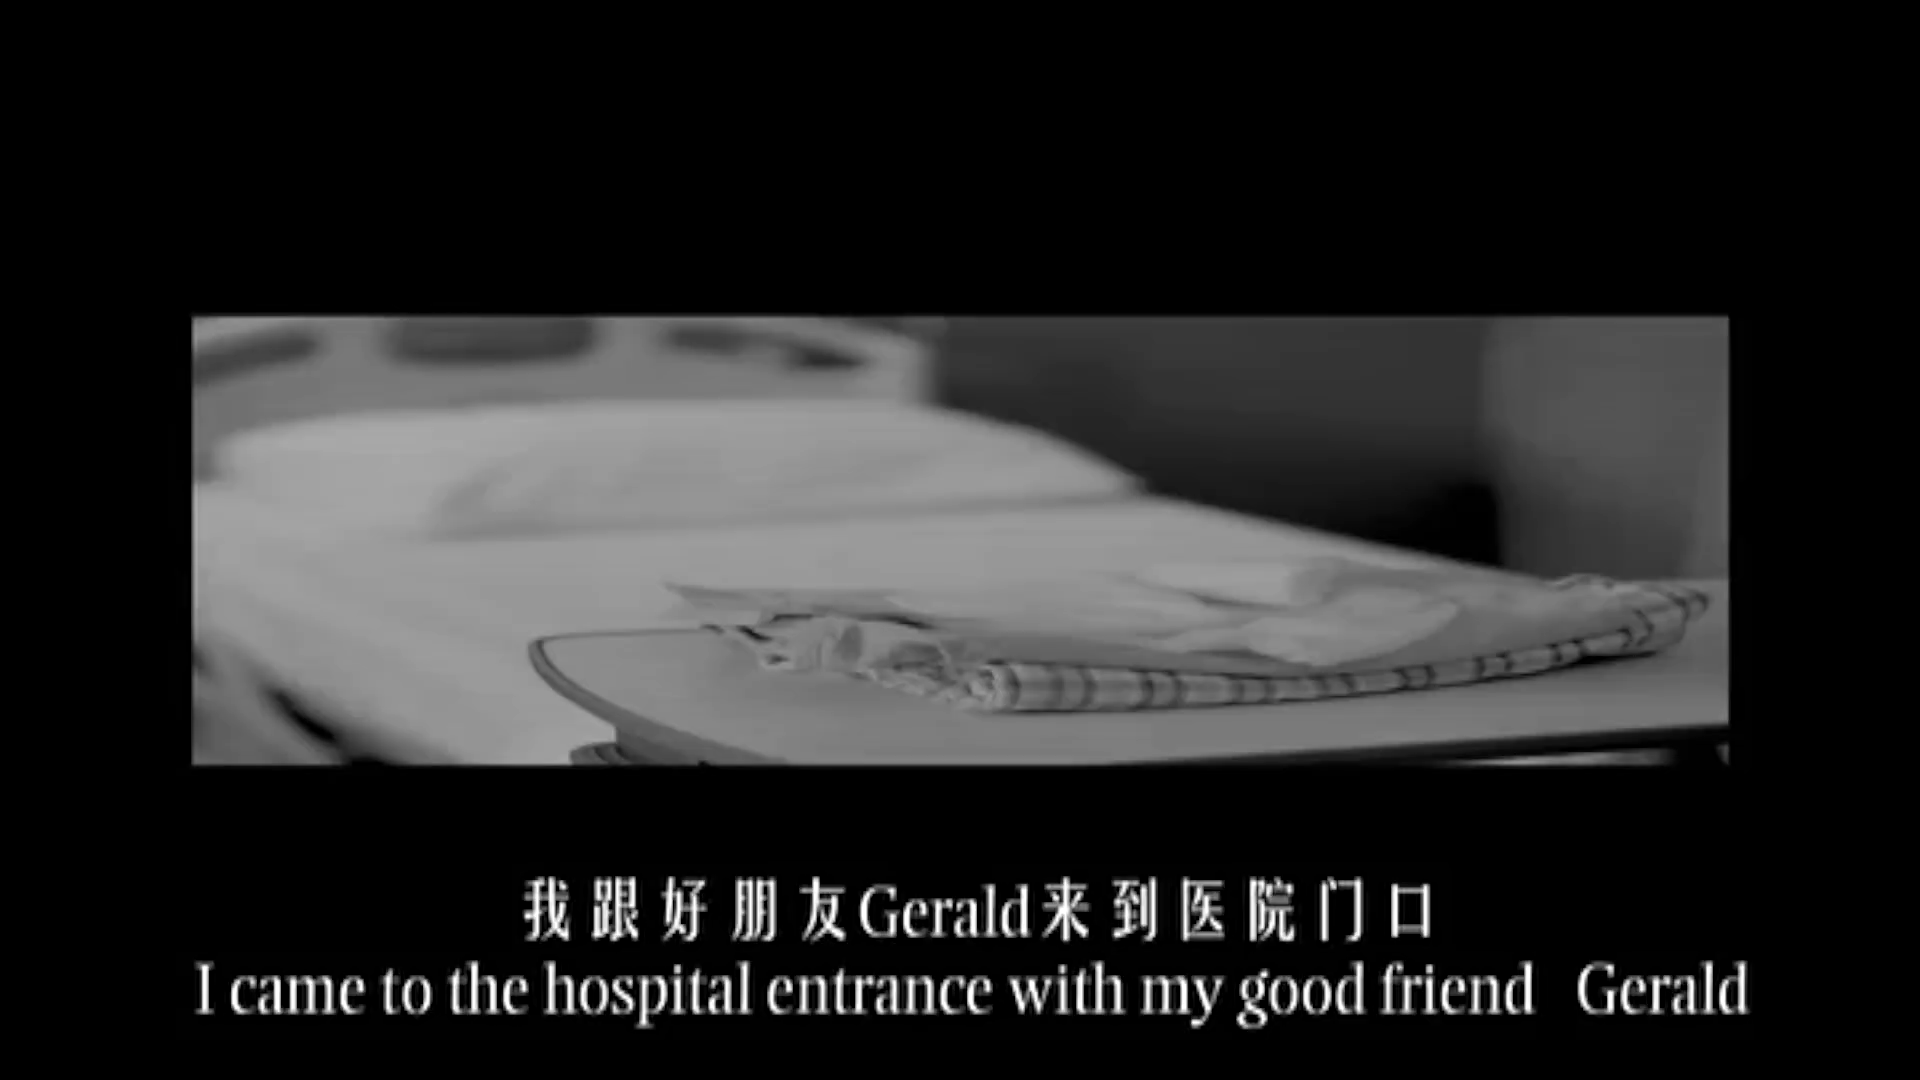 我跟好朋友Gerald来到医院门口
I came to the hospital entrance with my good friend Gerald